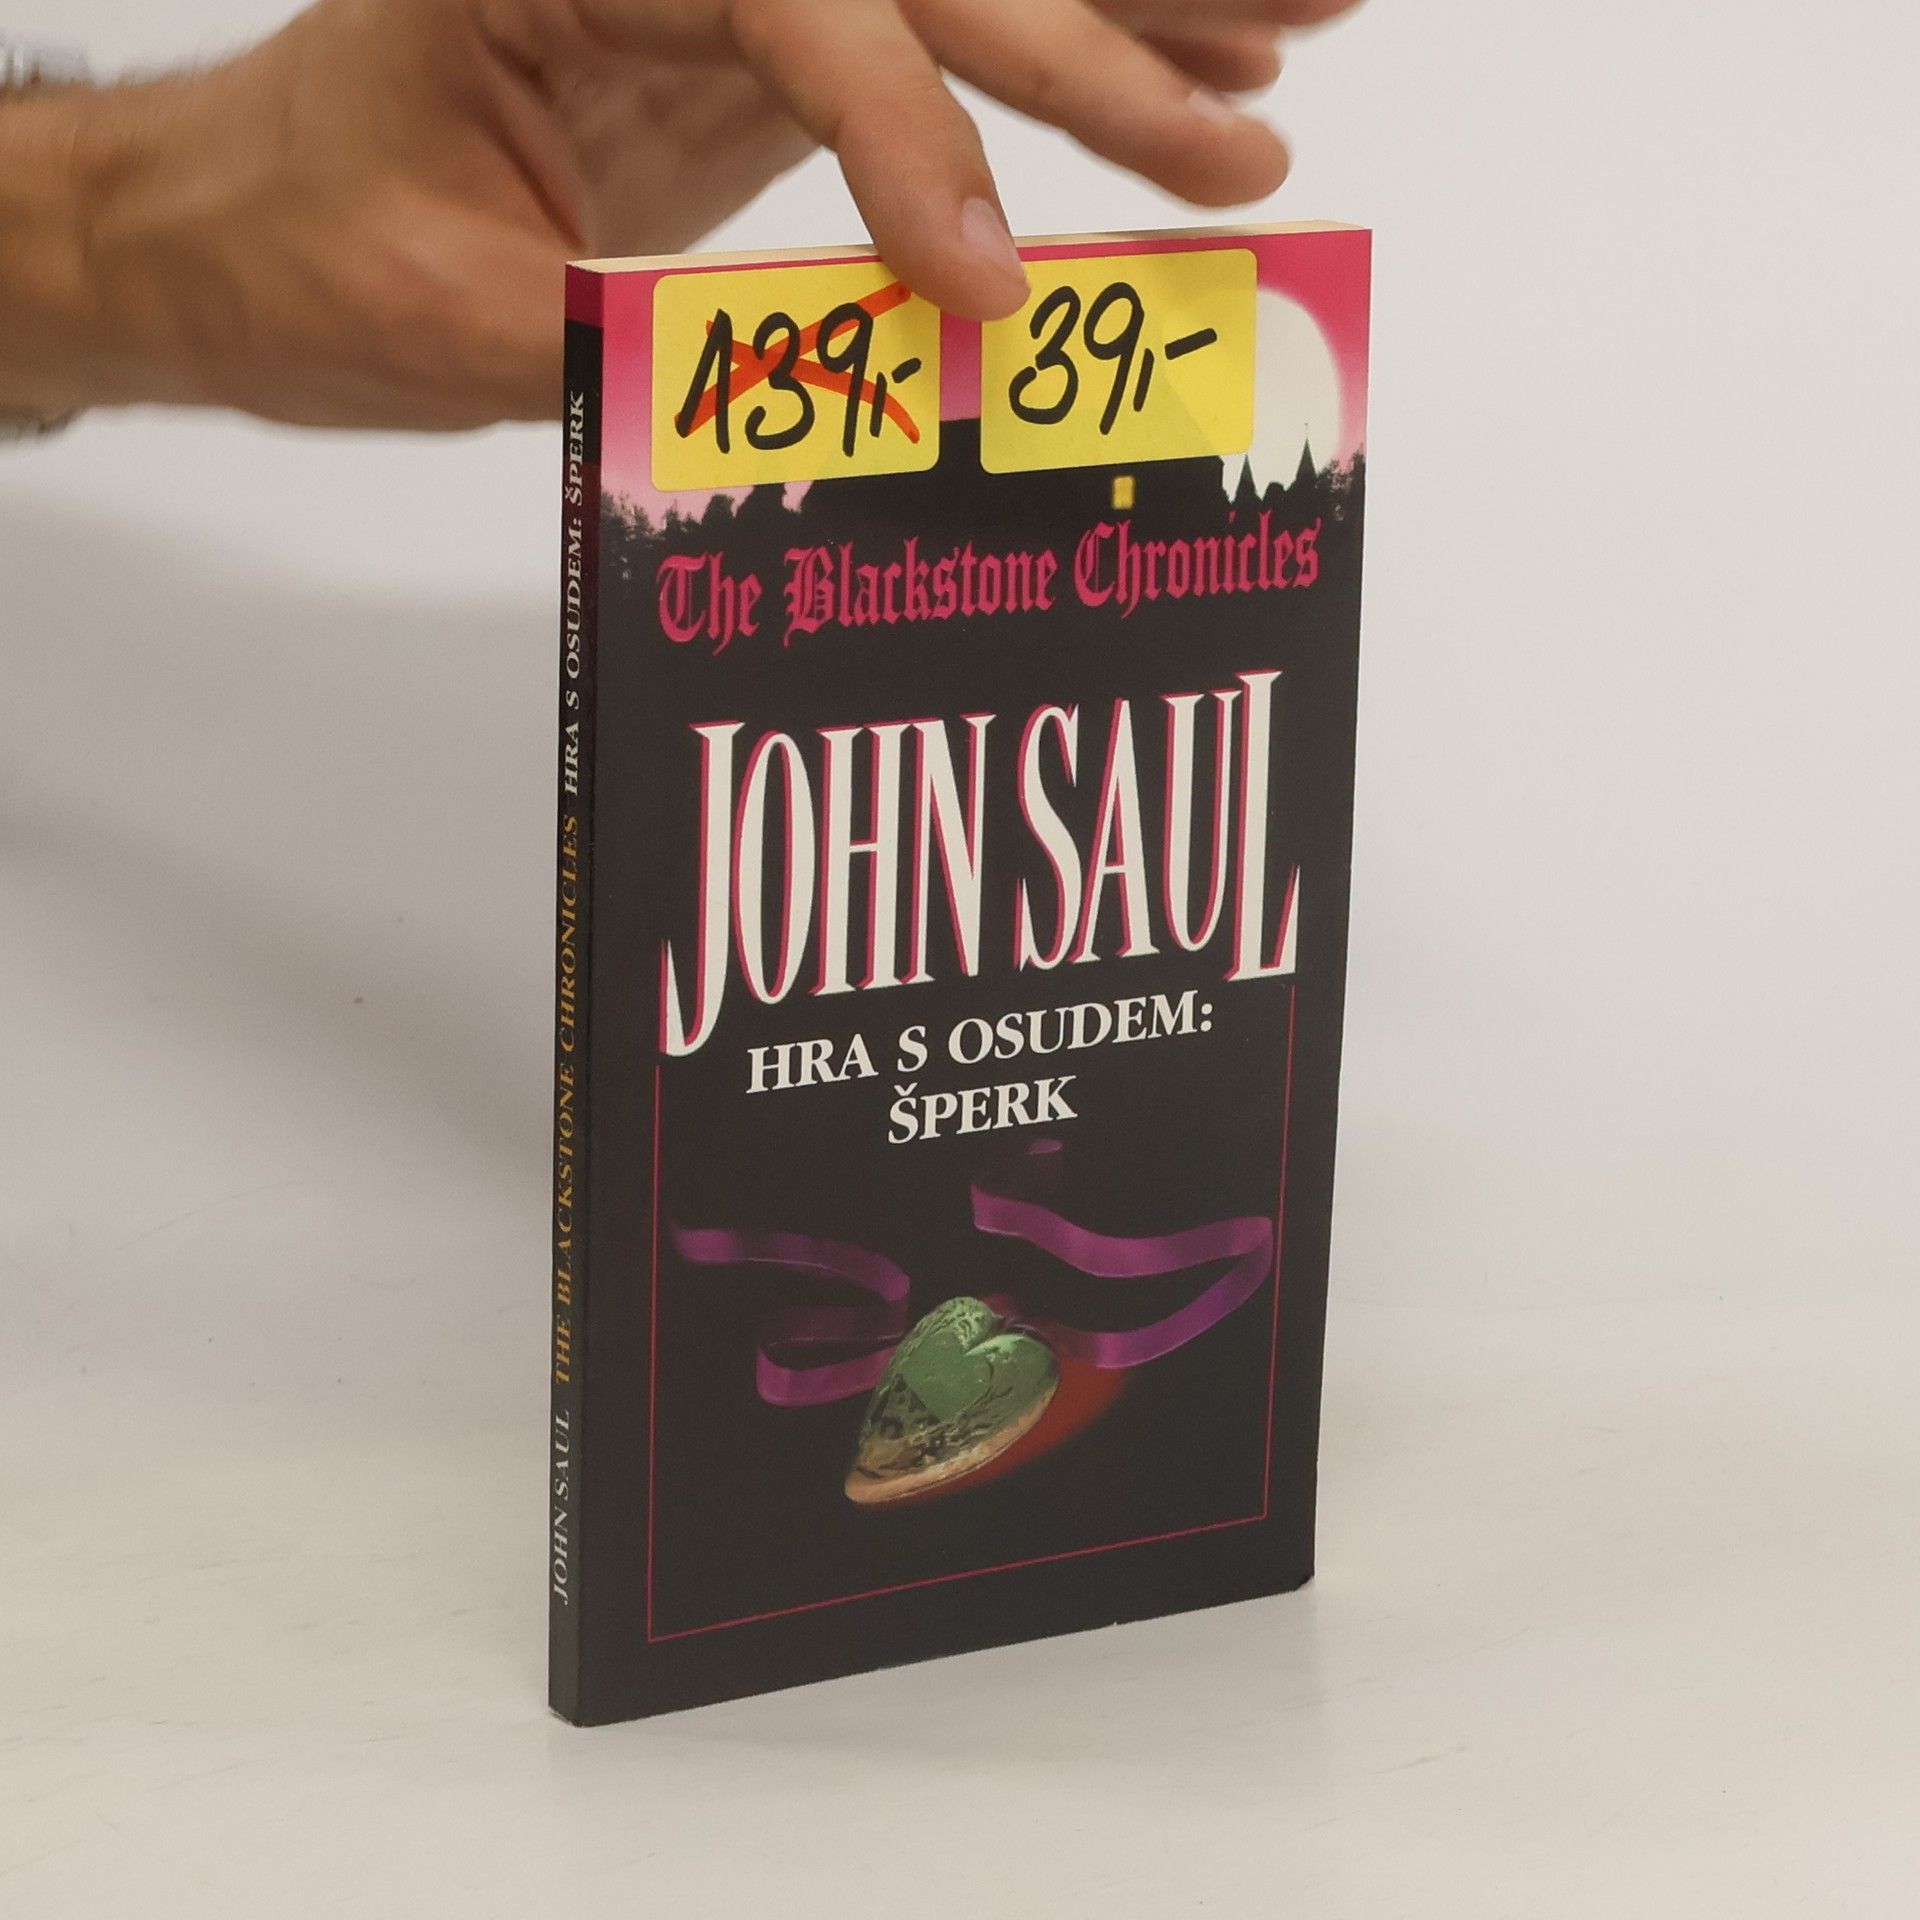 139,-
39,-
The Blackstone Chronicles
JOHN SAUL
HRA S OSUDEM:
ŠPERK
JOHN SAUL THE BLACKSTONE CHRONICLES HRA S OSUDEM: ŠPERK